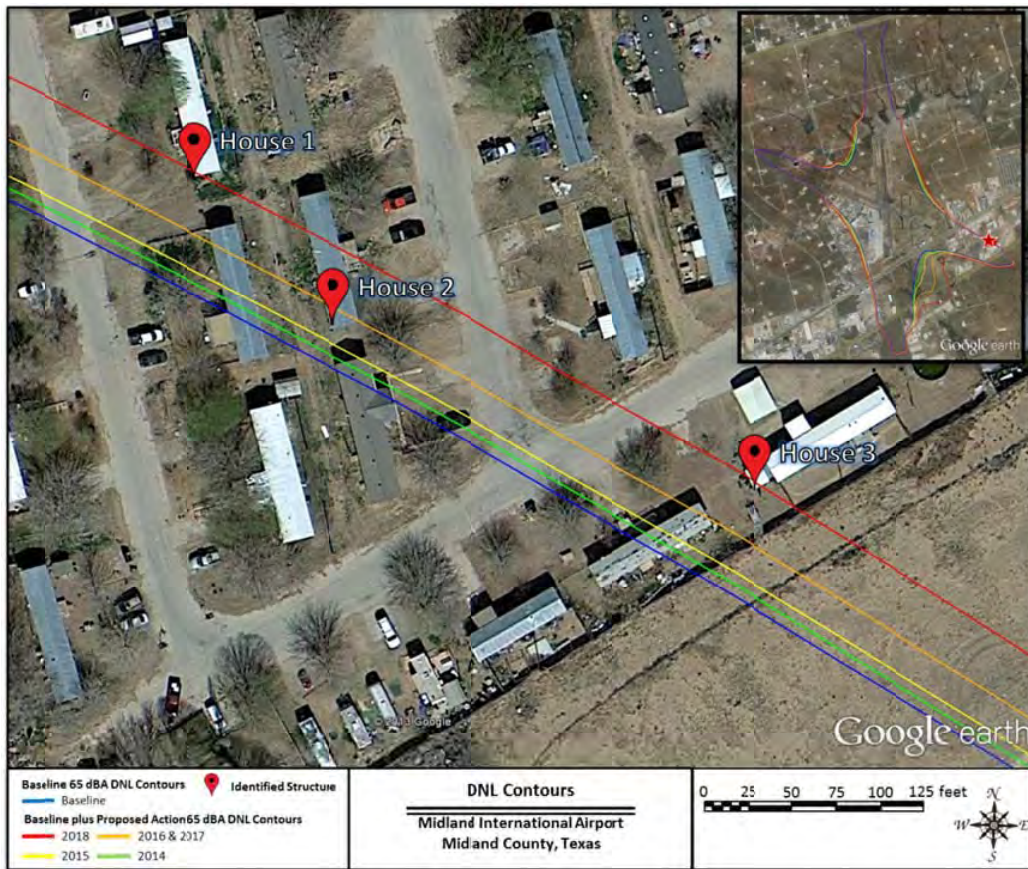 House 1
House 2
House 3
Google earth
©2013 Google
Google earth
Baseline 65 dBA DNL Contours
Identified Structure
Baseline
Baseline plus Proposed Action65 dBA DNL Contours
2018
2016 & 2017
2015
2014
DNL Contours
Midland International Airport
Midland County, Texas
0 25 50 75 100 125 feet
N
W
E
S